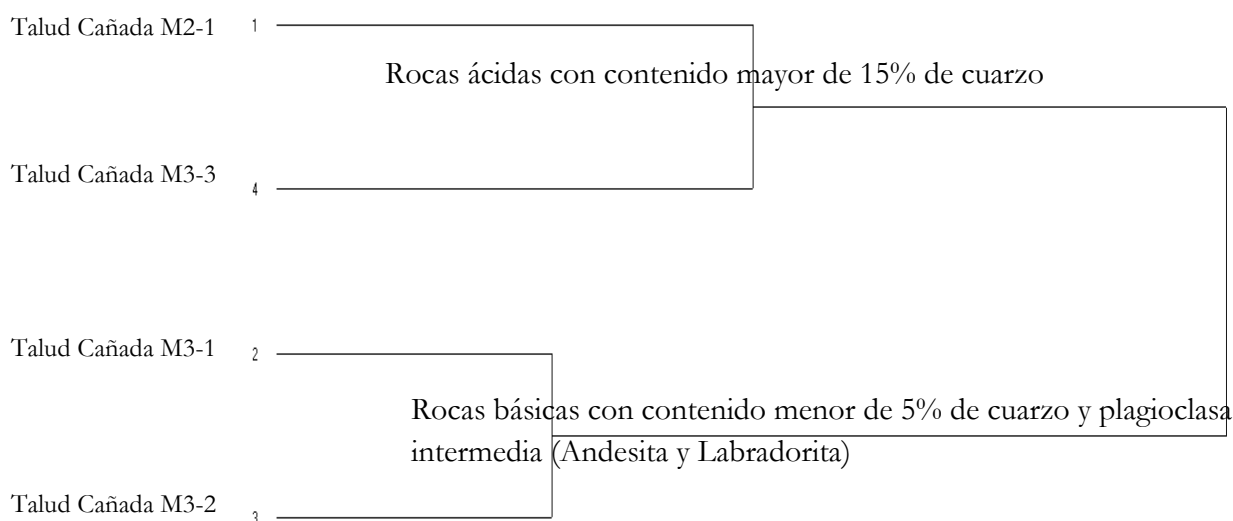 Talud Cañada M2-1 1
Rocas ácidas con contenido mayor de 15% de cuarzo
Talud Cañada M3-3 4
Talud Cañada M3-1 2
Rocas básicas con contenido menor de 5% de cuarzo y plagioclasa
intermedia (Andesita y Labradorita)
Talud Cañada M3-2 3